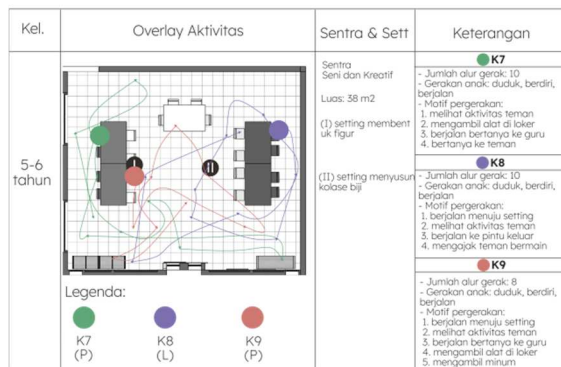 Kel.
Overlay Aktivitas
Sentra & Sett
Keterangan
5-6
tahun
I
II
Legenda:
K7
(P)
K8
(L)
K9
(P)
Sentra
Seni dan Kreatif
Luas: 38 m2
(I) setting membent
uk figur
(II) setting menyusun
kolase biji
K7
- Jumlah alur gerak: 10
- Gerakan anak: duduk, berdiri,
berjalan
- Motif pergerakan:
1. melihat aktivitas teman
2. mengambil alat di loker
3. berjalan bertanya ke guru
4. bertanya ke teman
K8
- Jumlah alur gerak: 10
- Gerakan anak: duduk, berdiri,
berjalan
- Motif pergerakan:
1. berjalan menuju setting
2. melihat aktivitas teman
3. berjalan ke pintu keluar
4. mengajak teman bermain
K9
- Jumlah alur gerak: 8
- Gerakan anak: duduk, berdiri,
berjalan
- Motif pergerakan:
1. berjalan menuju setting
2. melihat aktivitas teman
3. berjalan bertanya ke guru
4. mengambil alat di loker
5. mengambil minum